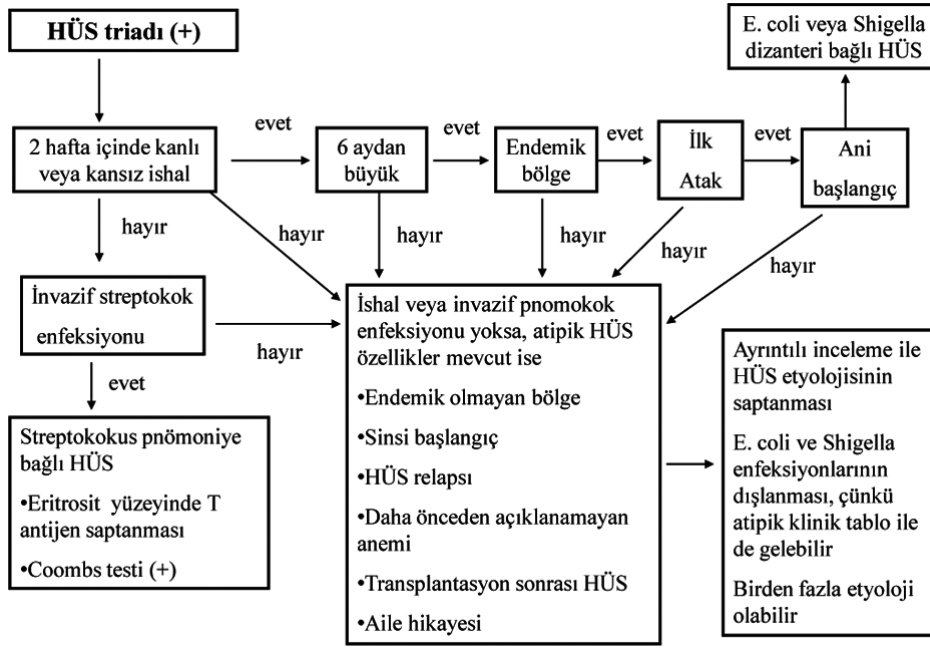 HÜS triadı (+)
E. coli veya Shigella
dizanteri bağlı HÜS
2 hafta içinde kanlı
veya kansız ishal
evet
6 aydan
büyük
evet
Endemik
bölge
evet
İlk
Atak
evet
Ani
başlangıç
hayır
hayır
hayır
hayır
hayır
hayır
İnvazif streptokok
enfeksiyonu
hayır
evet
Streptokokus pnömoniye
bağlı HÜS
•Eritrosit yüzeyinde T
antijen saptanması
•Coombs testi (+)
İshal veya invazif pnomokok
enfeksiyonu yoksa, atipik HÜS
özellikler mevcut ise
•Endemik olmayan bölge
•Sinsi başlangıç
•HÜS relapsı
•Daha önceden açıklanamayan
anemi
•Transplantasyon sonrası HÜS
•Aile hikayesi
Ayrıntılı inceleme ile
HÜS etyolojisinin
saptanması
E. coli ve Shigella
enfeksiyonlarının
dışlanması, çünkü
atipik klinik tablo ile
de gelebilir
Birden fazla etyoloji
olabilir